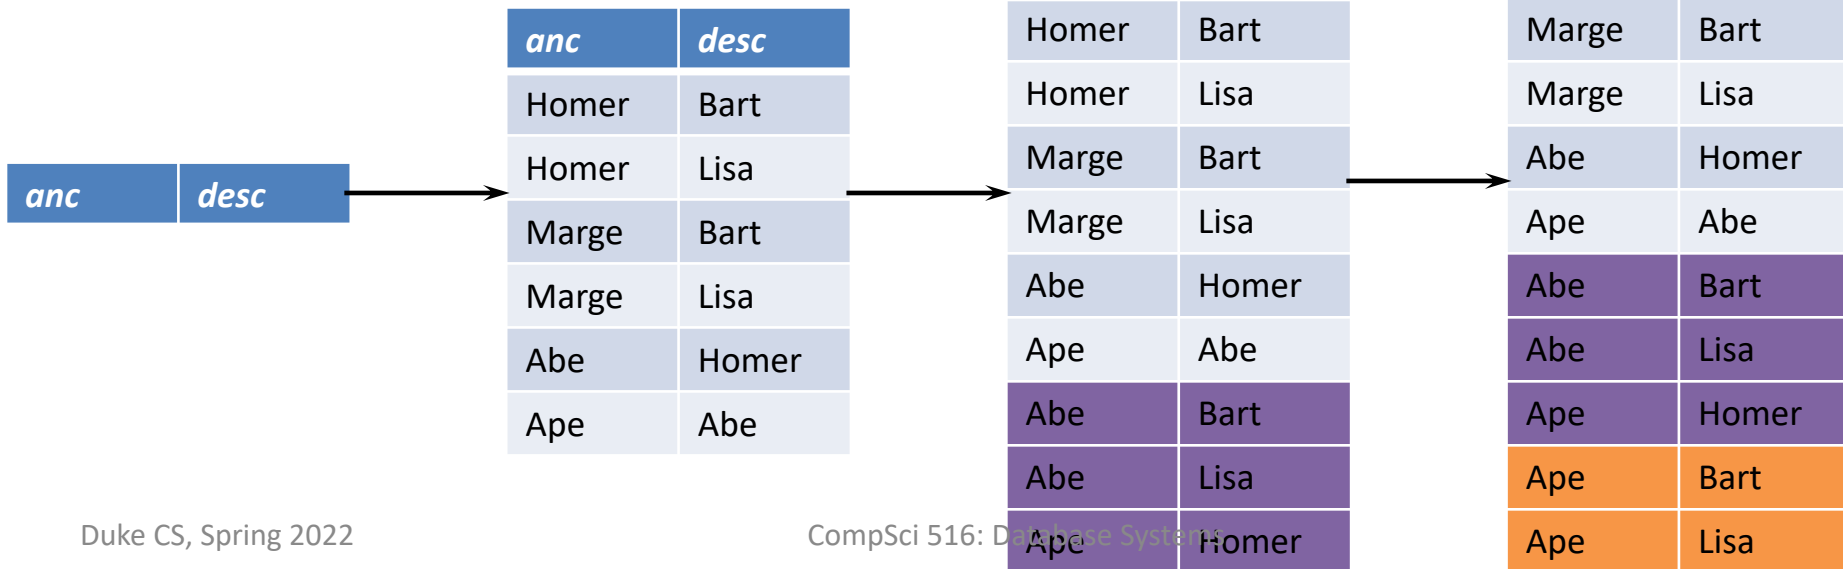 anc desc
anc desc
Homer Bart
Homer Lisa
Marge Bart
Marge Lisa
Abe Homer
Ape Abe
Homer Bart
Homer Lisa
Marge Bart
Marge Lisa
Abe Homer
Ape Abe
Abe Bart
Abe Lisa
Ape Homer
Marge Bart
Marge Lisa
Abe Homer
Ape Abe
Abe Bart
Abe Lisa
Ape Homer
Ape Bart
Ape Lisa
Duke CS, Spring 2022
CompSci 516: Database Systems